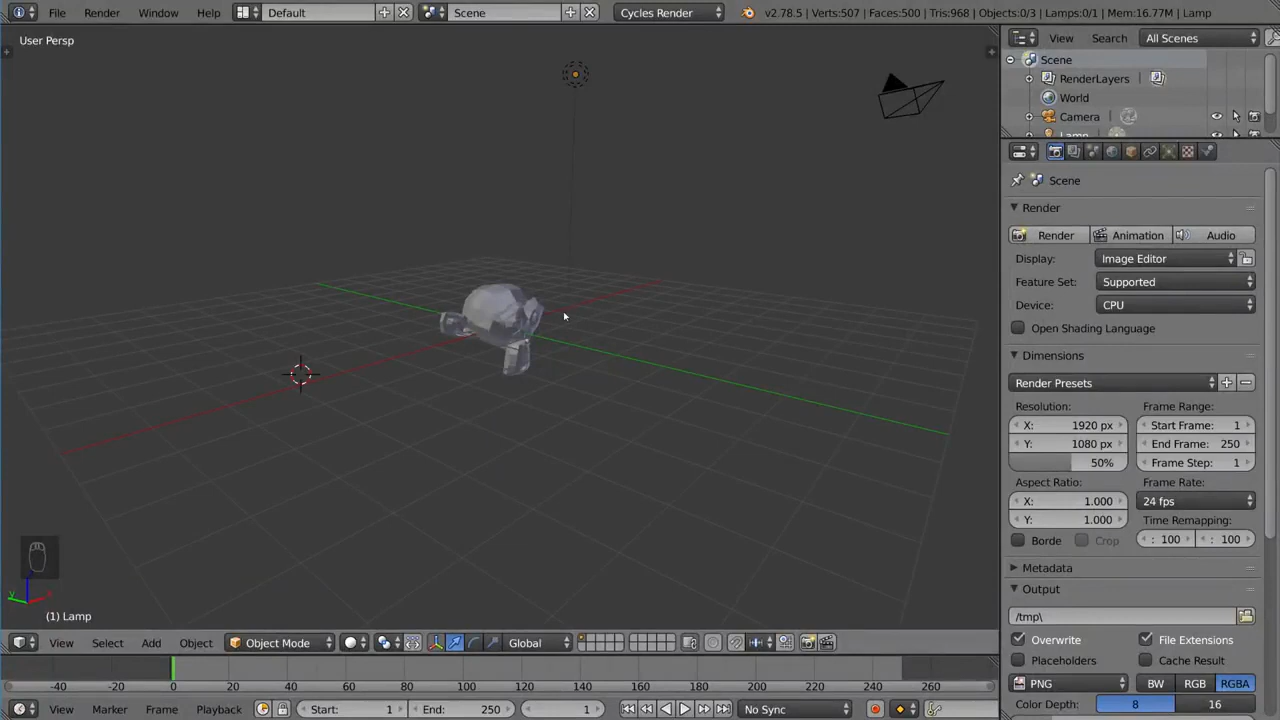 File Render Window Help Default Scene Cycles Render v2.78.5 | Verts:507 | Faces:500 | Tris:968 | Objects:0/3 | Lamps:0/1 | Mem:16.77M | Lamp
User Persp
View Search All Scenes
Scene
RenderLayers
World
Camera
Lamp
Scene
Render
Render Animation Audio
Display: Image Editor
Feature Set: Supported
Device: CPU
Open Shading Language
Dimensions
Render Presets
Resolution: Frame Range:
X: 1920 px Start Frame: 1
Y: 1080 px End Frame: 250
50% Frame Step: 1
Aspect Ratio: Frame Rate:
X: 1.000 24 fps
Y: 1.000 Time Remapping:
Borde Crop : 100 : 100
Metadata
Output
/tmp\
Overwrite File Extensions
Placeholders Cache Result
PNG BW RGB RGBA
Color Depth: 8 16
(1) Lamp
View Select Add Object Object Mode Global
-40 -20 0 20 40 60 80 100 120 140 160 180 200 220 240 260
View Marker Frame Playback Start: 1 End: 250 1 No Sync